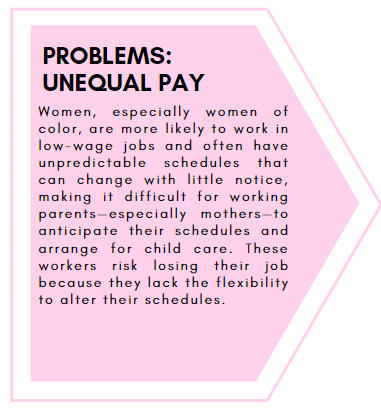 PROBLEMS:
UNEQUAL PAY
Women, especially women of
color, are more likely to work in
low-wage jobs and often have
unpredictable schedules that
can change with little notice,
making it difficult for working
parents—especially mothers—to
anticipate their schedules and
arrange for child care. These
workers risk losing their job
because they lack the flexibility
to alter their schedules.